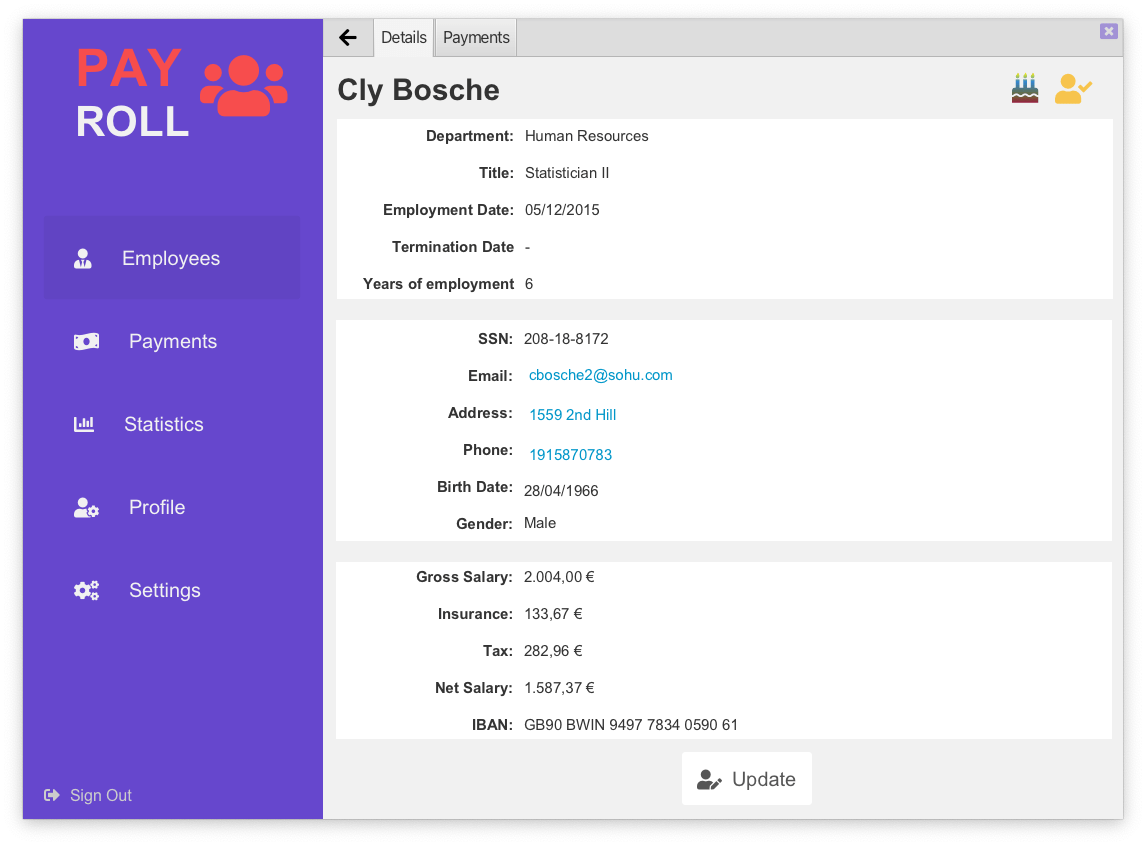 PAY
ROLL
Employees
Payments
Statistics
Profile
Settings
Sign Out
Details Payments
Cly Bosche
Department: Human Resources
Title: Statistician II
Employment Date: 05/12/2015
Termination Date -
Years of employment 6
SSN: 208-18-8172
Email: cbosche2@sohu.com
Address: 1559 2nd Hill
Phone: 1915870783
Birth Date: 28/04/1966
Gender: Male
Gross Salary: 2.004,00 €
Insurance: 133,67 €
Tax: 282,96 €
Net Salary: 1.587,37 €
IBAN: GB90 BWIN 9497 7834 0590 61
Update